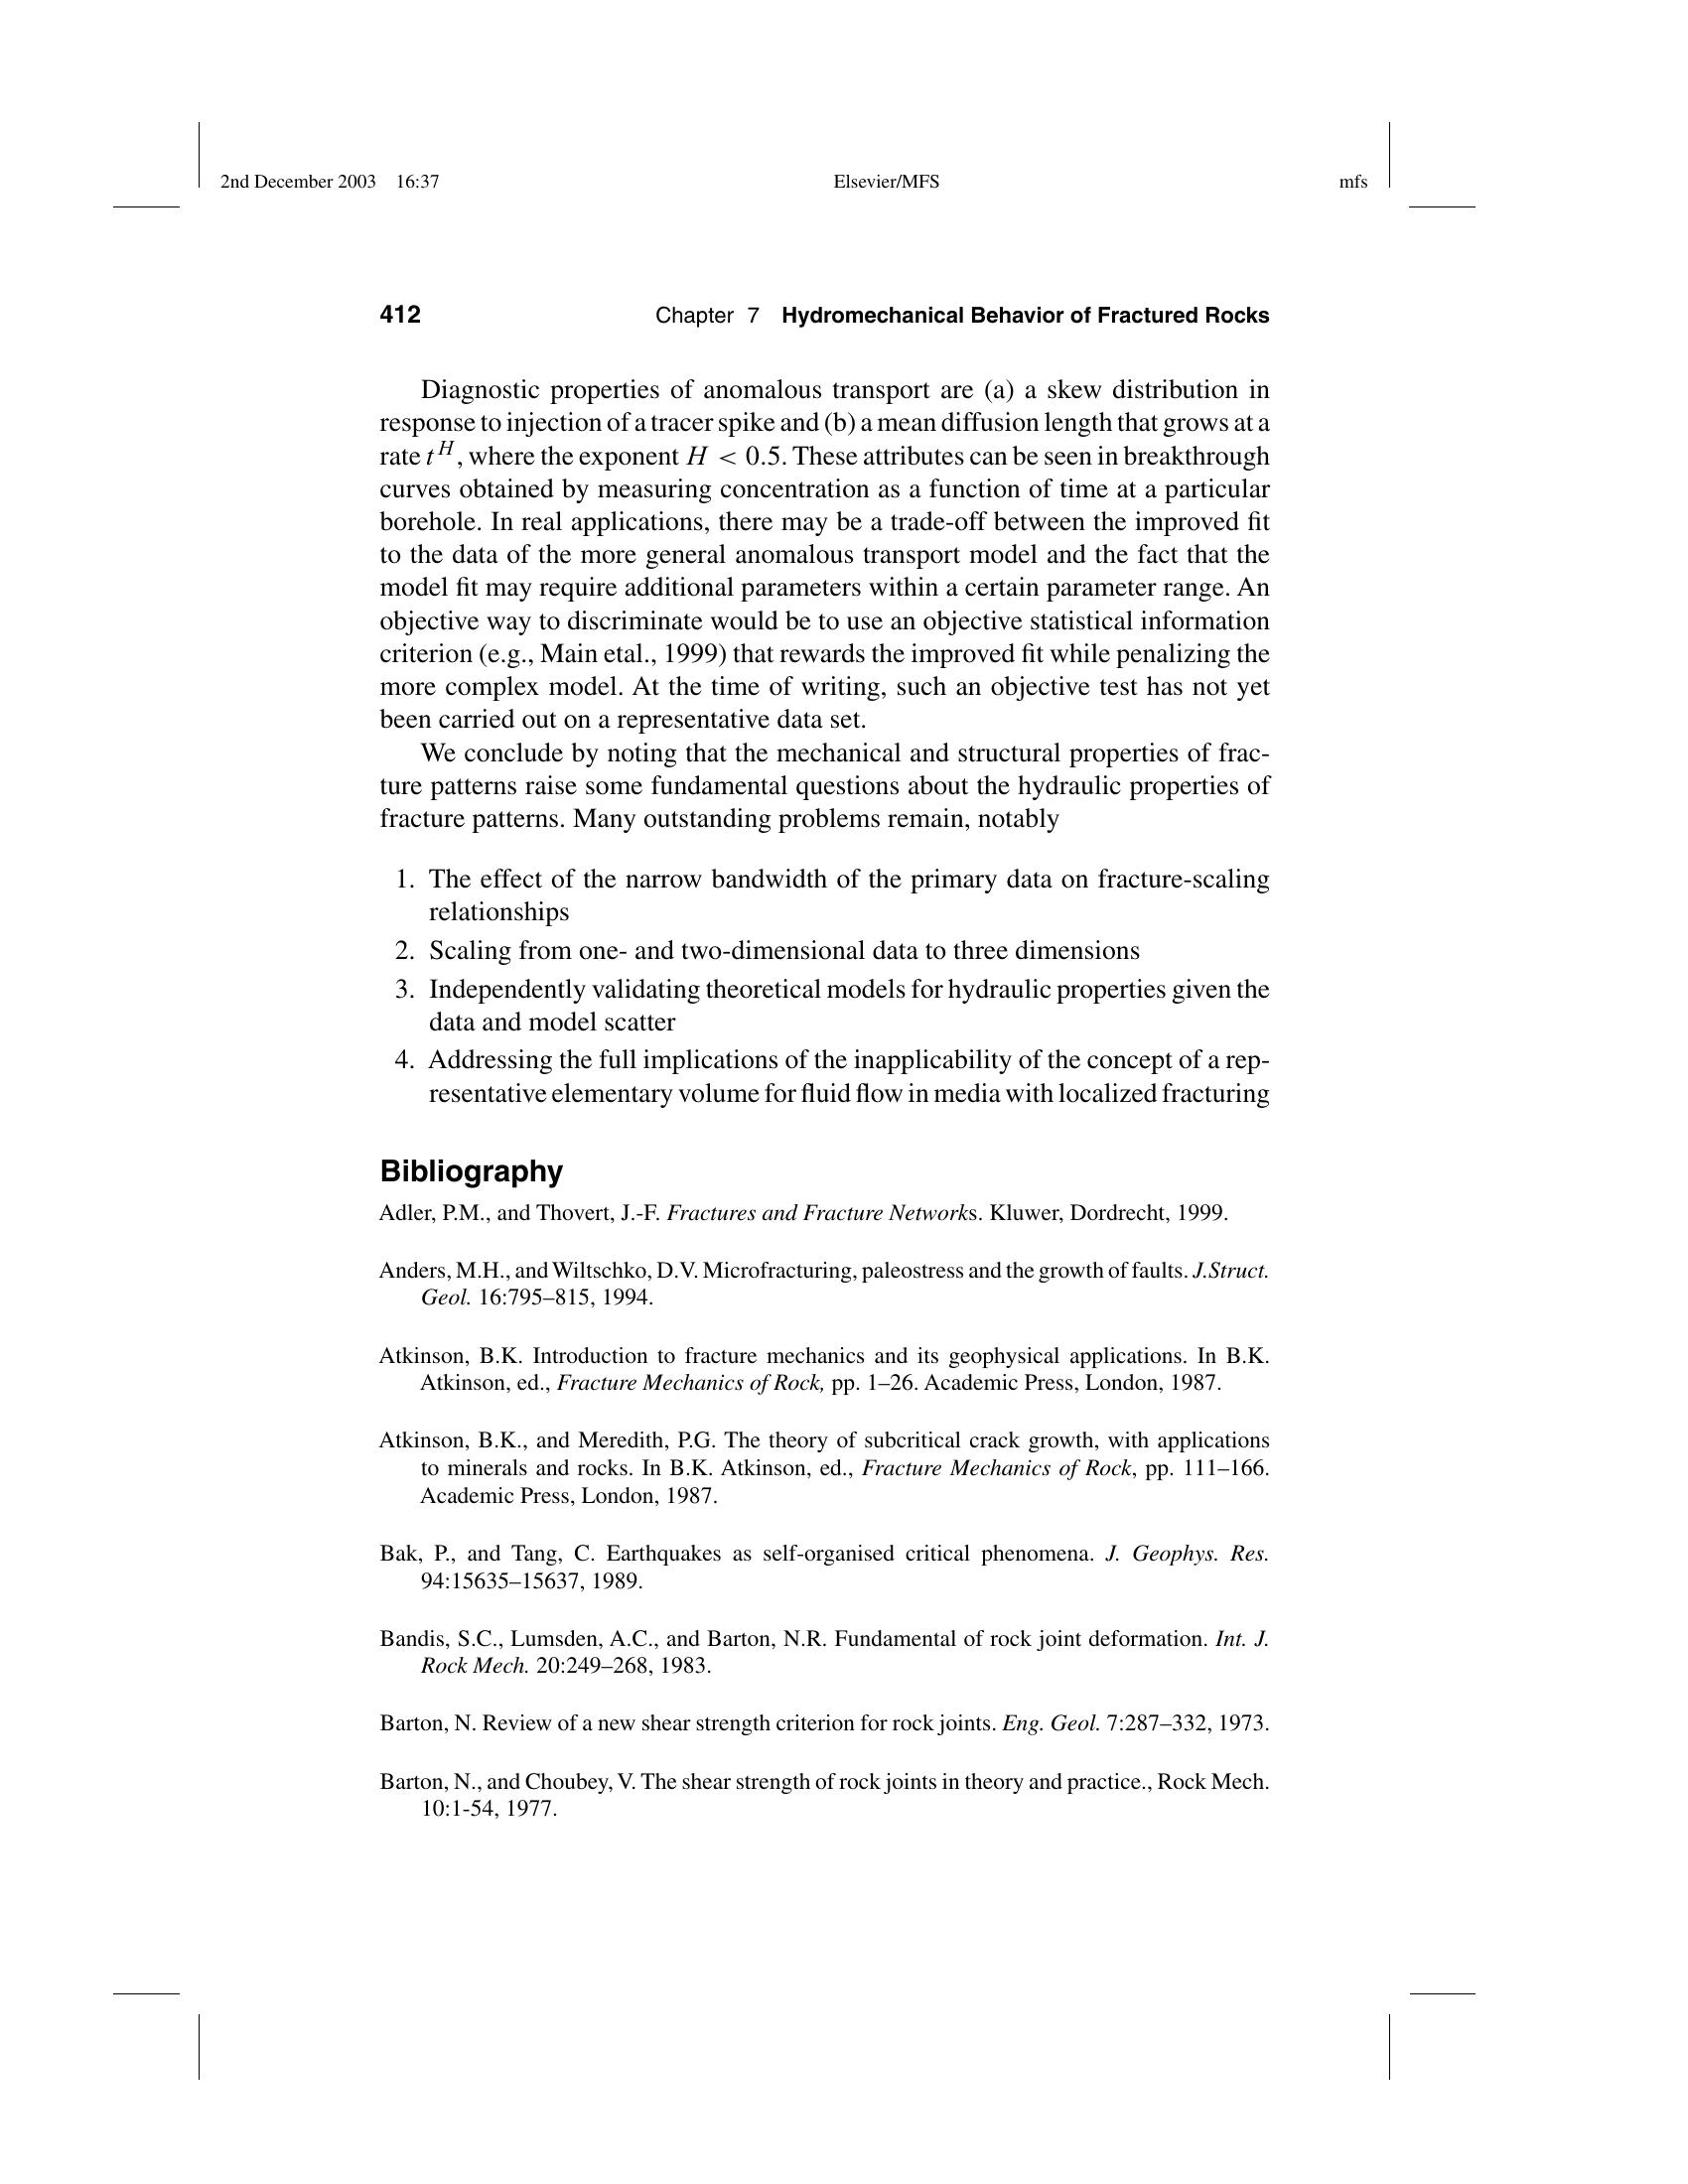 2nd December 2003 16:37 Elsevier/MFS mfs
412 Chapter 7 Hydromechanical Behavior of Fractured Rocks
Diagnostic properties of anomalous transport are (a) a skew distribution in
response to injection of a tracer spike and (b) a mean diffusion length that grows at a
rate t^H, where the exponent H < 0.5. These attributes can be seen in breakthrough
curves obtained by measuring concentration as a function of time at a particular
borehole. In real applications, there may be a trade-off between the improved fit
to the data of the more general anomalous transport model and the fact that the
model fit may require additional parameters within a certain parameter range. An
objective way to discriminate would be to use an objective statistical information
criterion (e.g., Main etal., 1999) that rewards the improved fit while penalizing the
more complex model. At the time of writing, such an objective test has not yet
been carried out on a representative data set.
We conclude by noting that the mechanical and structural properties of frac-
ture patterns raise some fundamental questions about the hydraulic properties of
fracture patterns. Many outstanding problems remain, notably
1. The effect of the narrow bandwidth of the primary data on fracture-scaling
relationships
2. Scaling from one- and two-dimensional data to three dimensions
3. Independently validating theoretical models for hydraulic properties given the
data and model scatter
4. Addressing the full implications of the inapplicability of the concept of a rep-
resentative elementary volume for fluid flow in media with localized fracturing
Bibliography
Adler, P.M., and Thovert, J.-F. Fractures and Fracture Networks. Kluwer, Dordrecht, 1999.
Anders, M.H., and Wiltschko, D.V. Microfracturing, paleostress and the growth of faults. J.Struct.
Geol. 16:795–815, 1994.
Atkinson, B.K. Introduction to fracture mechanics and its geophysical applications. In B.K.
Atkinson, ed., Fracture Mechanics of Rock, pp. 1–26. Academic Press, London, 1987.
Atkinson, B.K., and Meredith, P.G. The theory of subcritical crack growth, with applications
to minerals and rocks. In B.K. Atkinson, ed., Fracture Mechanics of Rock, pp. 111–166.
Academic Press, London, 1987.
Bak, P., and Tang, C. Earthquakes as self-organised critical phenomena. J. Geophys. Res.
94:15635–15637, 1989.
Bandis, S.C., Lumsden, A.C., and Barton, N.R. Fundamental of rock joint deformation. Int. J.
Rock Mech. 20:249–268, 1983.
Barton, N. Review of a new shear strength criterion for rock joints. Eng. Geol. 7:287–332, 1973.
Barton, N., and Choubey, V. The shear strength of rock joints in theory and practice., Rock Mech.
10:1-54, 1977.